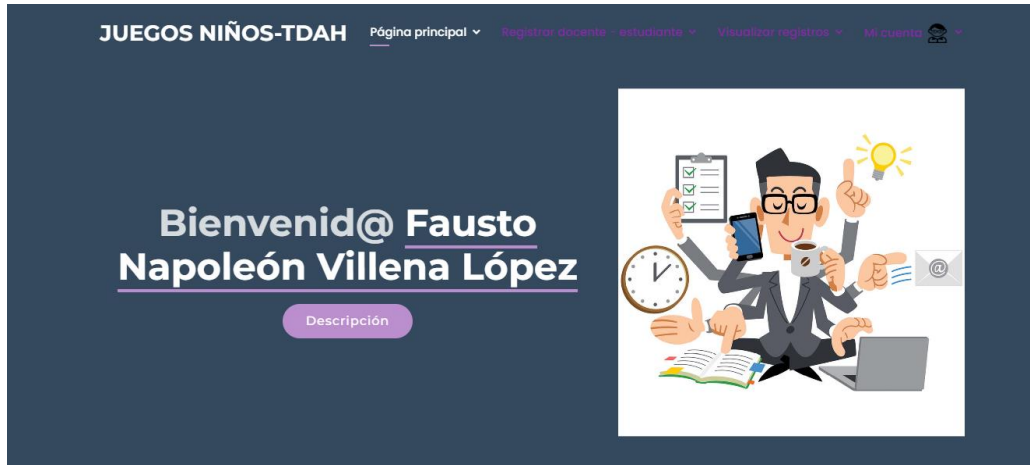 JUEGOS NIÑOS-TDAH Página principal Registrar docente - estudiante Visualizar registros Mi cuenta
Bienvenid@ Fausto
Napoleón Villena López
Descripción
@